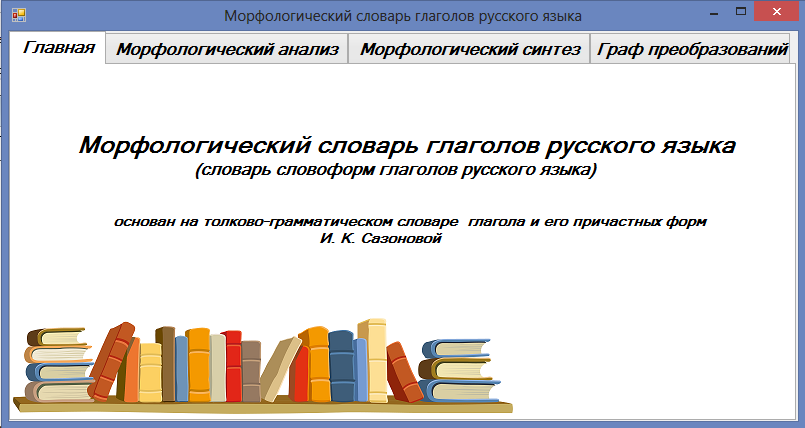 Морфологический словарь глаголов русского языка
Главная Морфологический анализ Морфологический синтез Граф преобразований
Морфологический словарь глаголов русского языка
(словарь словоформ глаголов русского языка)
основан на толково-грамматическом словаре глагола и его причастных форм
И. К. Сазоновой